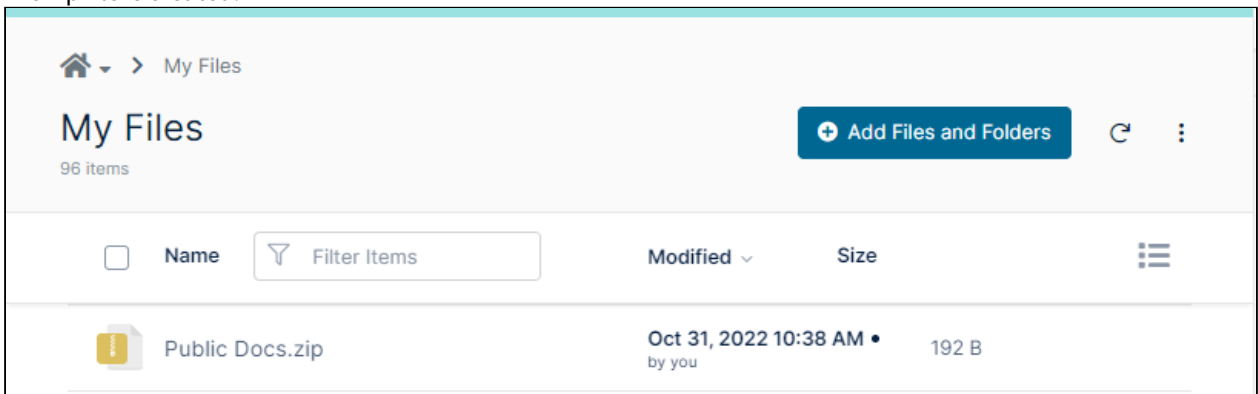 My Files
My Files
Add Files and Folders
96 items
Name
Filter Items
Modified
Size
Public Docs.zip
Oct 31, 2022 10:38 AM •
192 B
by you